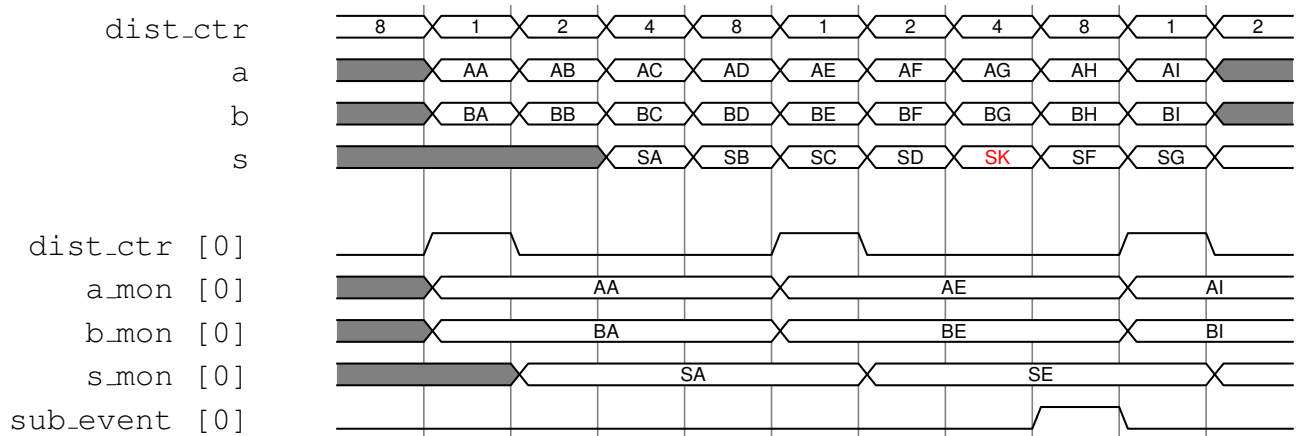 dist_ctr 8 1 2 4 8 1 2 4 8 1 2
a AA AB AC AD AE AF AG AH AI
b BA BB BC BD BE BF BG BH BI
s SA SB SC SD SK SF SG
dist_ctr [0]
a_mon [0] AA AE AI
b_mon [0] BA BE BI
s_mon [0] SA SE
sub_event [0]